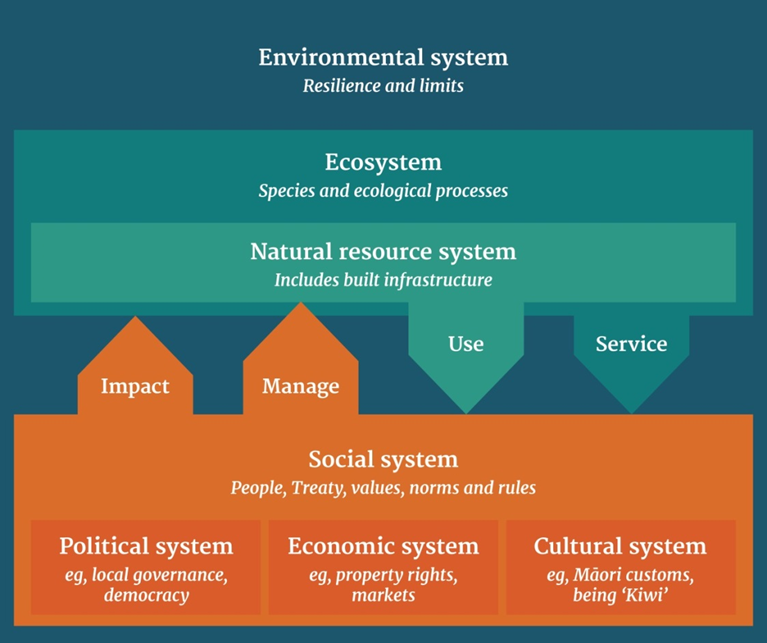 Environmental system
Resilience and limits
Ecosystem
Species and ecological processes
Natural resource system
Includes built infrastructure
Impact
Manage
Use
Service
Social system
People, Treaty, values, norms and rules
Political system
eg, local governance,
democracy
Economic system
eg, property rights,
markets
Cultural system
eg, Māori customs,
being ‘Kiwi’